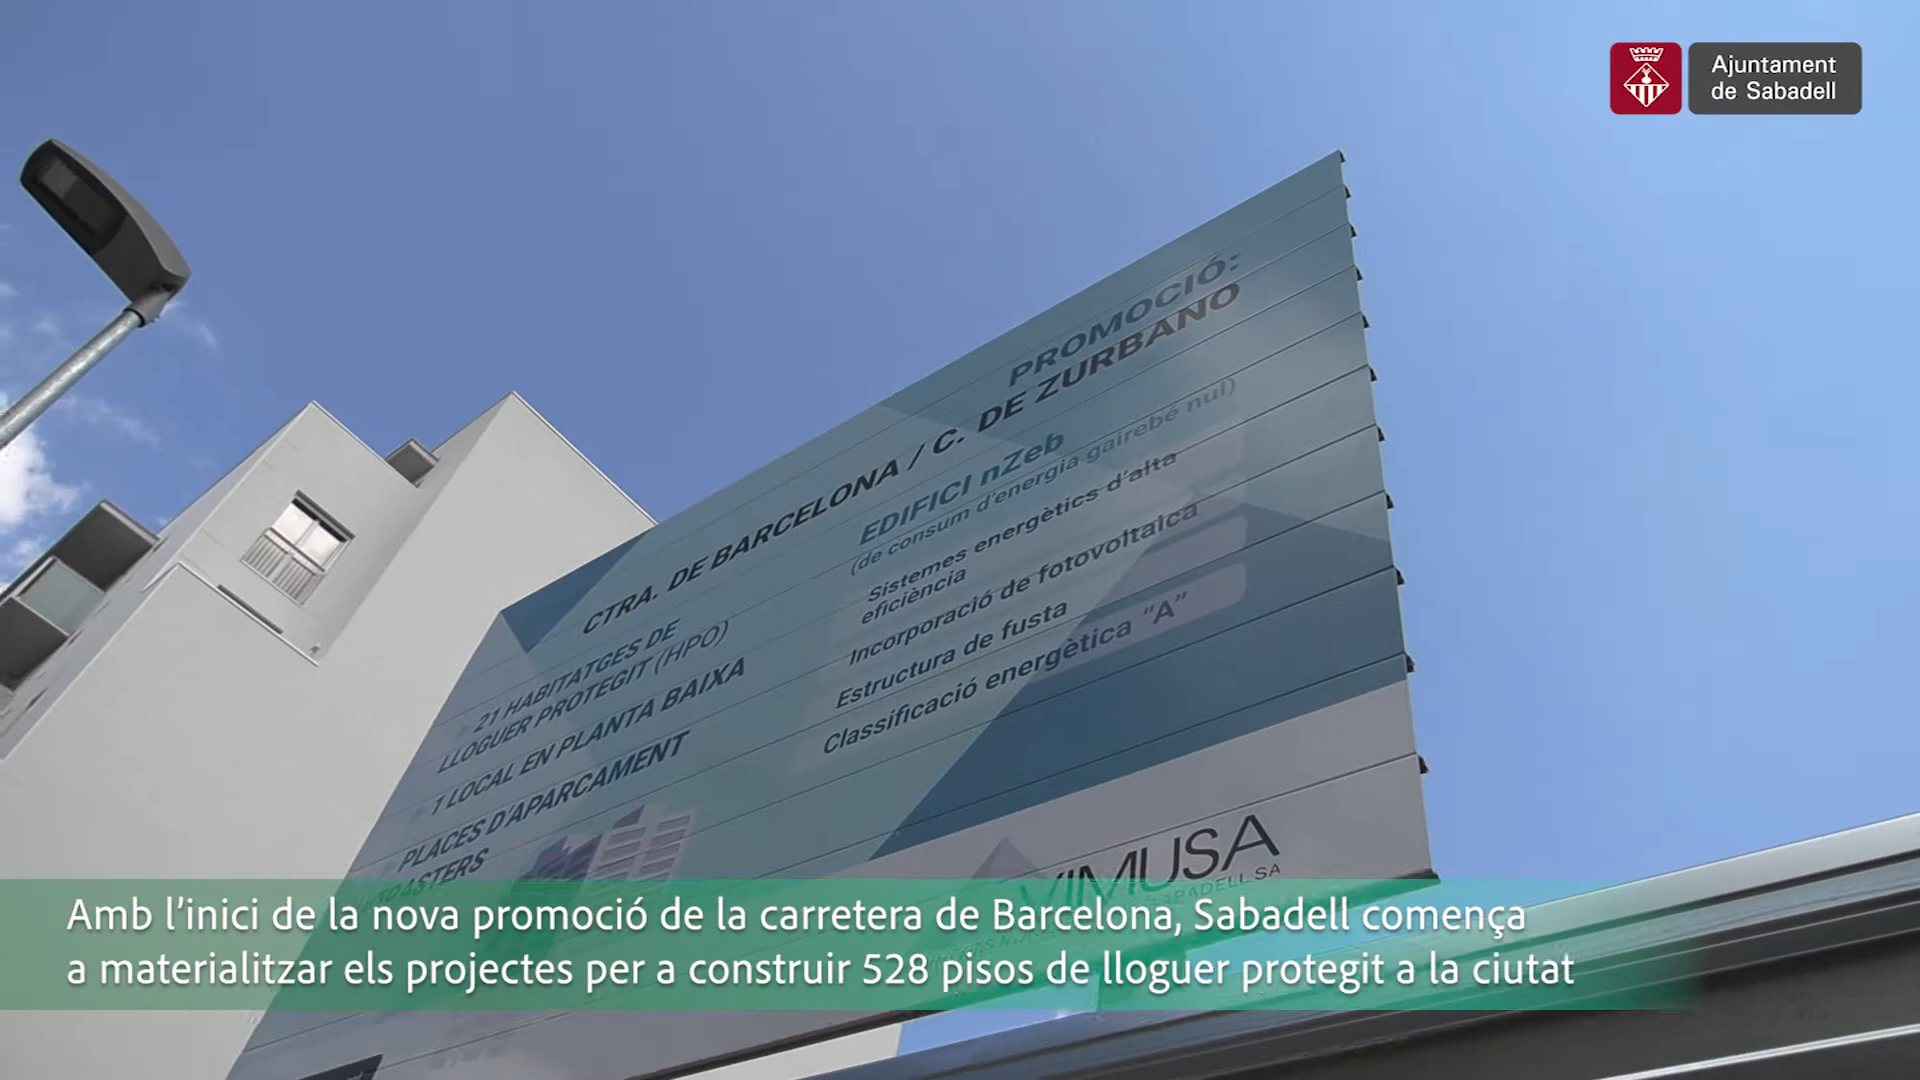 Ajuntament
de Sabadell
PROMOCIÓ:
CTRA. DE BARCELONA / C. DE ZURBANO
21 HABITATGES DE
LLOGUER PROTEGIT (HPO)
1 LOCAL EN PLANTA BAIXA
PLACES D'APARCAMENT
EDIFICI nZeb
(de consum d'energia gairebé nul)
Sistemes energètics d'alta
eficiència
Incorporació de fotovoltaica
Estructura de fusta
Classificació energètica “A”
VIMUSA
SABADELL SA
Amb l’inici de la nova promoció de la carretera de Barcelona, Sabadell comença
a materialitzar els projectes per a construir 528 pisos de lloguer protegit a la ciutat